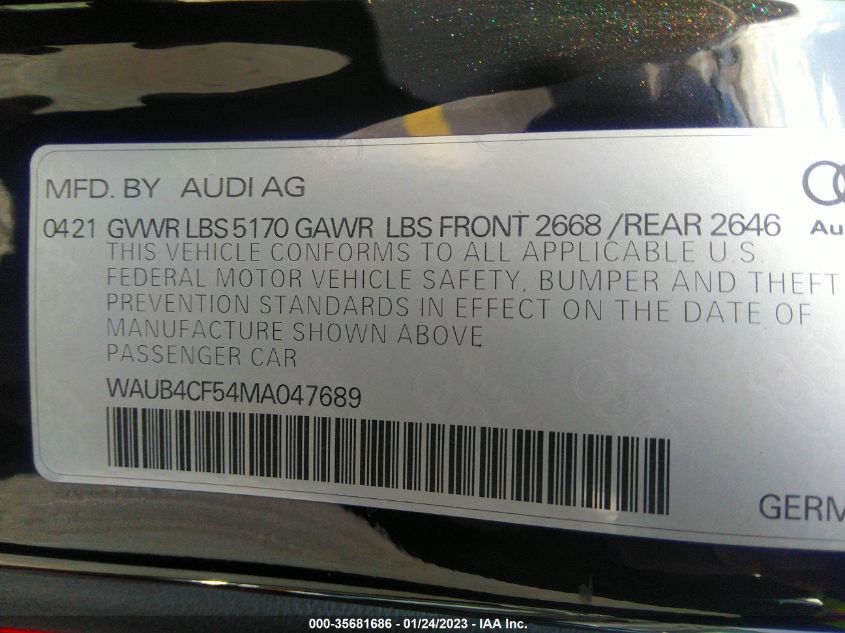 MFD. BY AUDI AG
0421 GVWR LBS 5170 GAWR LBS FRONT 2668 /REAR 2646
THIS VEHICLE CONFORMS TO ALL APPLICABLE U.S.
FEDERAL MOTOR VEHICLE SAFETY, BUMPER AND THEFT
PREVENTION STANDARDS IN EFFECT ON THE DATE OF
MANUFACTURE SHOWN ABOVE
PASSENGER CAR
WAUB4CF54MA047689
Au
GERM
000-35681686 - 01/24/2023 - IAA Inc.